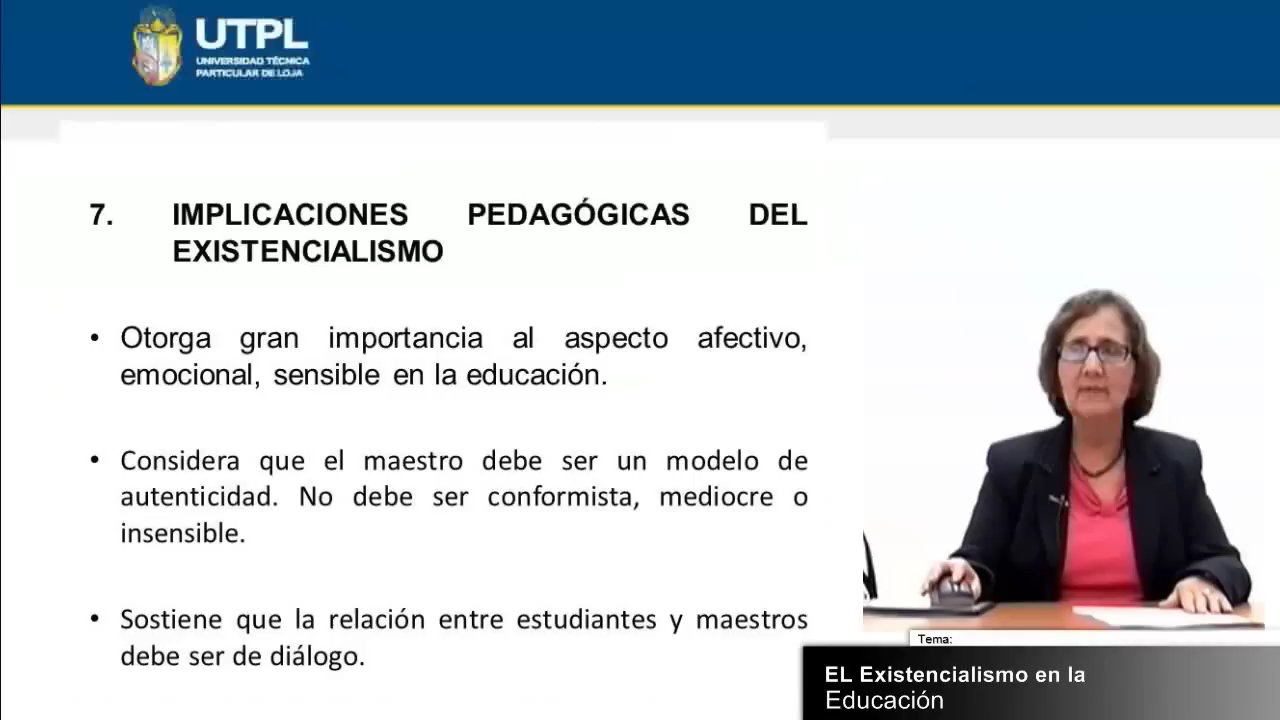 UTPL
UNIVERSIDAD TÉCNICA
PARTICULAR DE LOJA
7. IMPLICACIONES PEDAGÓGICAS DEL
EXISTENCIALISMO
• Otorga gran importancia al aspecto afectivo,
emocional, sensible en la educación.
• Considera que el maestro debe ser un modelo de
autenticidad. No debe ser conformista, mediocre o
insensible.
• Sostiene que la relación entre estudiantes y maestros
debe ser de diálogo.
Tema:
EL Existencialismo en la
Educación